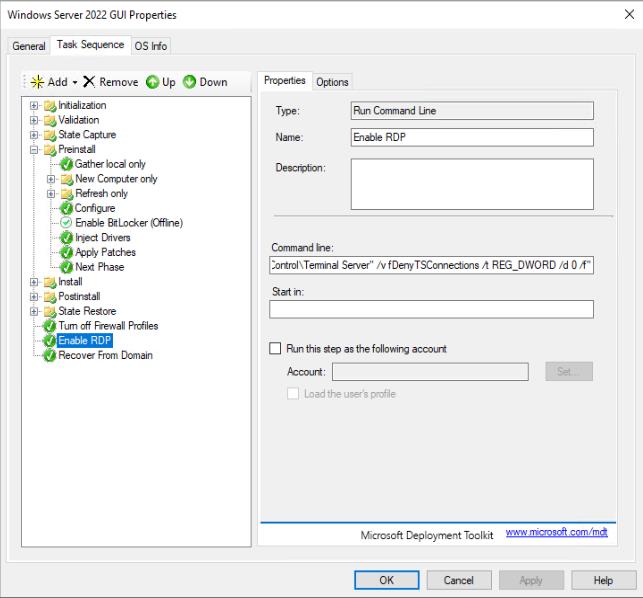 Windows Server 2022 GUI Properties
General Task Sequence OS Info
Add Remove Up Down
Initialization
Validation
State Capture
Preinstall
Gather local only
New Computer only
Refresh only
Configure
Enable BitLocker (Offline)
Inject Drivers
Apply Patches
Next Phase
Install
Postinstall
State Restore
Turn off Firewall Profiles
Enable RDP
Recover From Domain
Properties Options
Type: Run Command Line
Name: Enable RDP
Description:
Command line:
Control\Terminal Server" /v fDenyTSConnections /t REG_DWORD /d 0 /f"
Start in:
Run this step as the following account
Account: Set...
Load the user's profile
Microsoft Deployment Toolkit www.microsoft.com/mdt
OK Cancel Apply Help